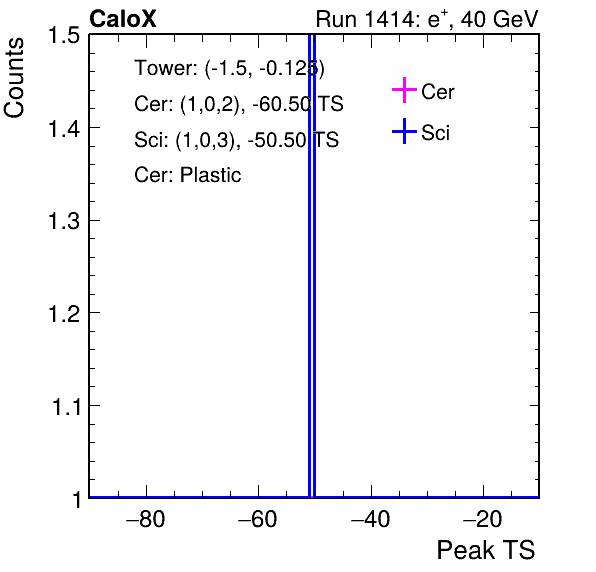 CaloX
Run 1414: e+, 40 GeV
Counts
1.5
1.4
1.3
1.2
1.1
1
Tower: (-1.5, -0.125)
Cer: (1,0,2), -60.50 TS
Sci: (1,0,3), -50.50 TS
Cer: Plastic
Cer
Sci
−80
−60
−40
−20
Peak TS